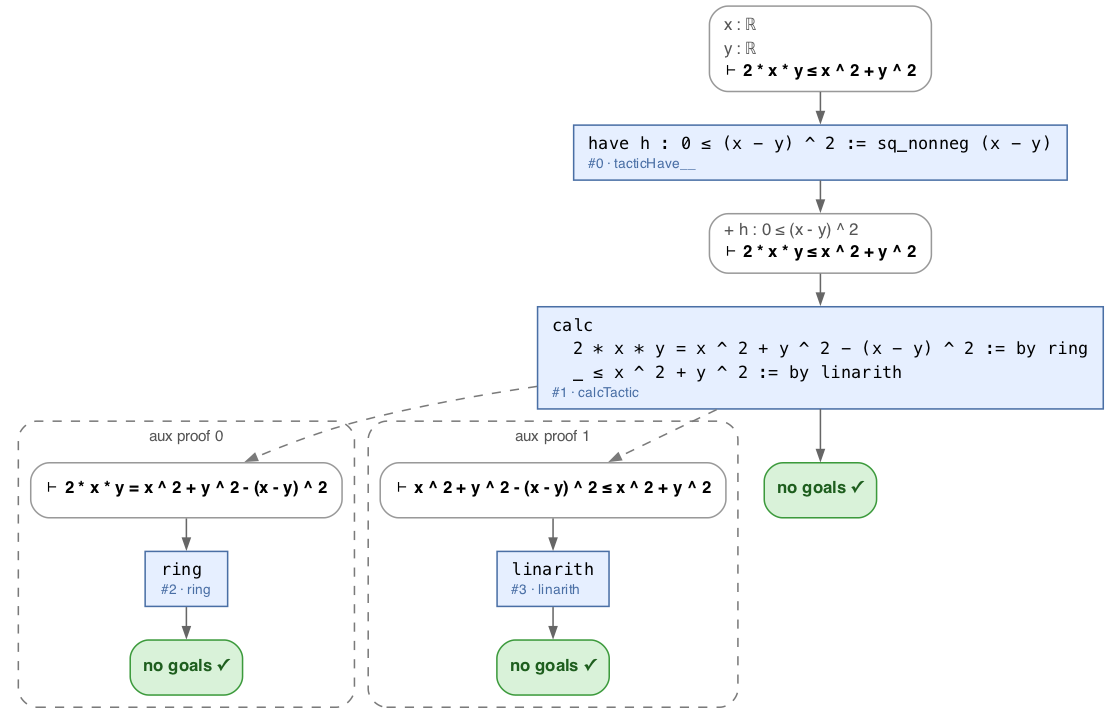 x : ℝ
y : ℝ
⊢ 2 * x * y ≤ x ^ 2 + y ^ 2
have h : 0 ≤ (x − y) ^ 2 := sq_nonneg (x − y)
#0 · tacticHave__
+ h : 0 ≤ (x - y) ^ 2
⊢ 2 * x * y ≤ x ^ 2 + y ^ 2
calc
2 * x * y = x ^ 2 + y ^ 2 − (x − y) ^ 2 := by ring
_ ≤ x ^ 2 + y ^ 2 := by linarith
#1 · calcTactic
aux proof 0
⊢ 2 * x * y = x ^ 2 + y ^ 2 - (x - y) ^ 2
ring
#2 · ring
no goals ✓
aux proof 1
⊢ x ^ 2 + y ^ 2 - (x - y) ^ 2 ≤ x ^ 2 + y ^ 2
linarith
#3 · linarith
no goals ✓
no goals ✓